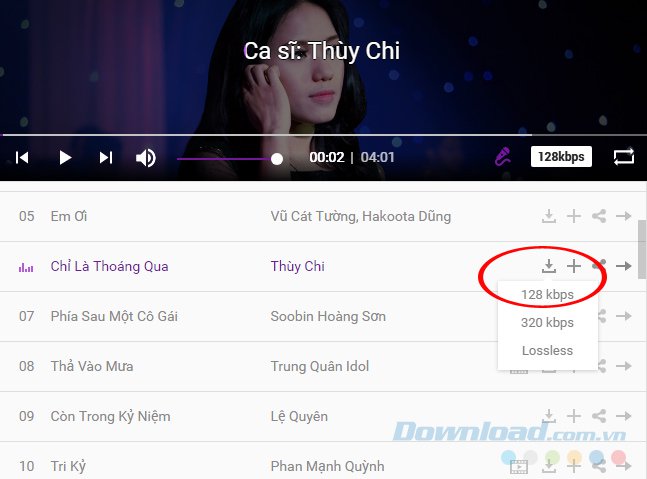 Ca sĩ: Thùy Chi
00:02 | 04:01 128kbps
05 Em Ơi Vũ Cát Tường, Hakoota Dũng
Chỉ Là Thoáng Qua Thùy Chi
128 kbps
07 Phía Sau Một Cô Gái Soobin Hoàng Sơn 320 kbps
Lossless
08 Thả Vào Mưa Trung Quân Idol
09 Còn Trong Kỷ Niệm Lệ Quyên
Download.com.vn
10 Tri Kỷ Phan Mạnh Quỳnh